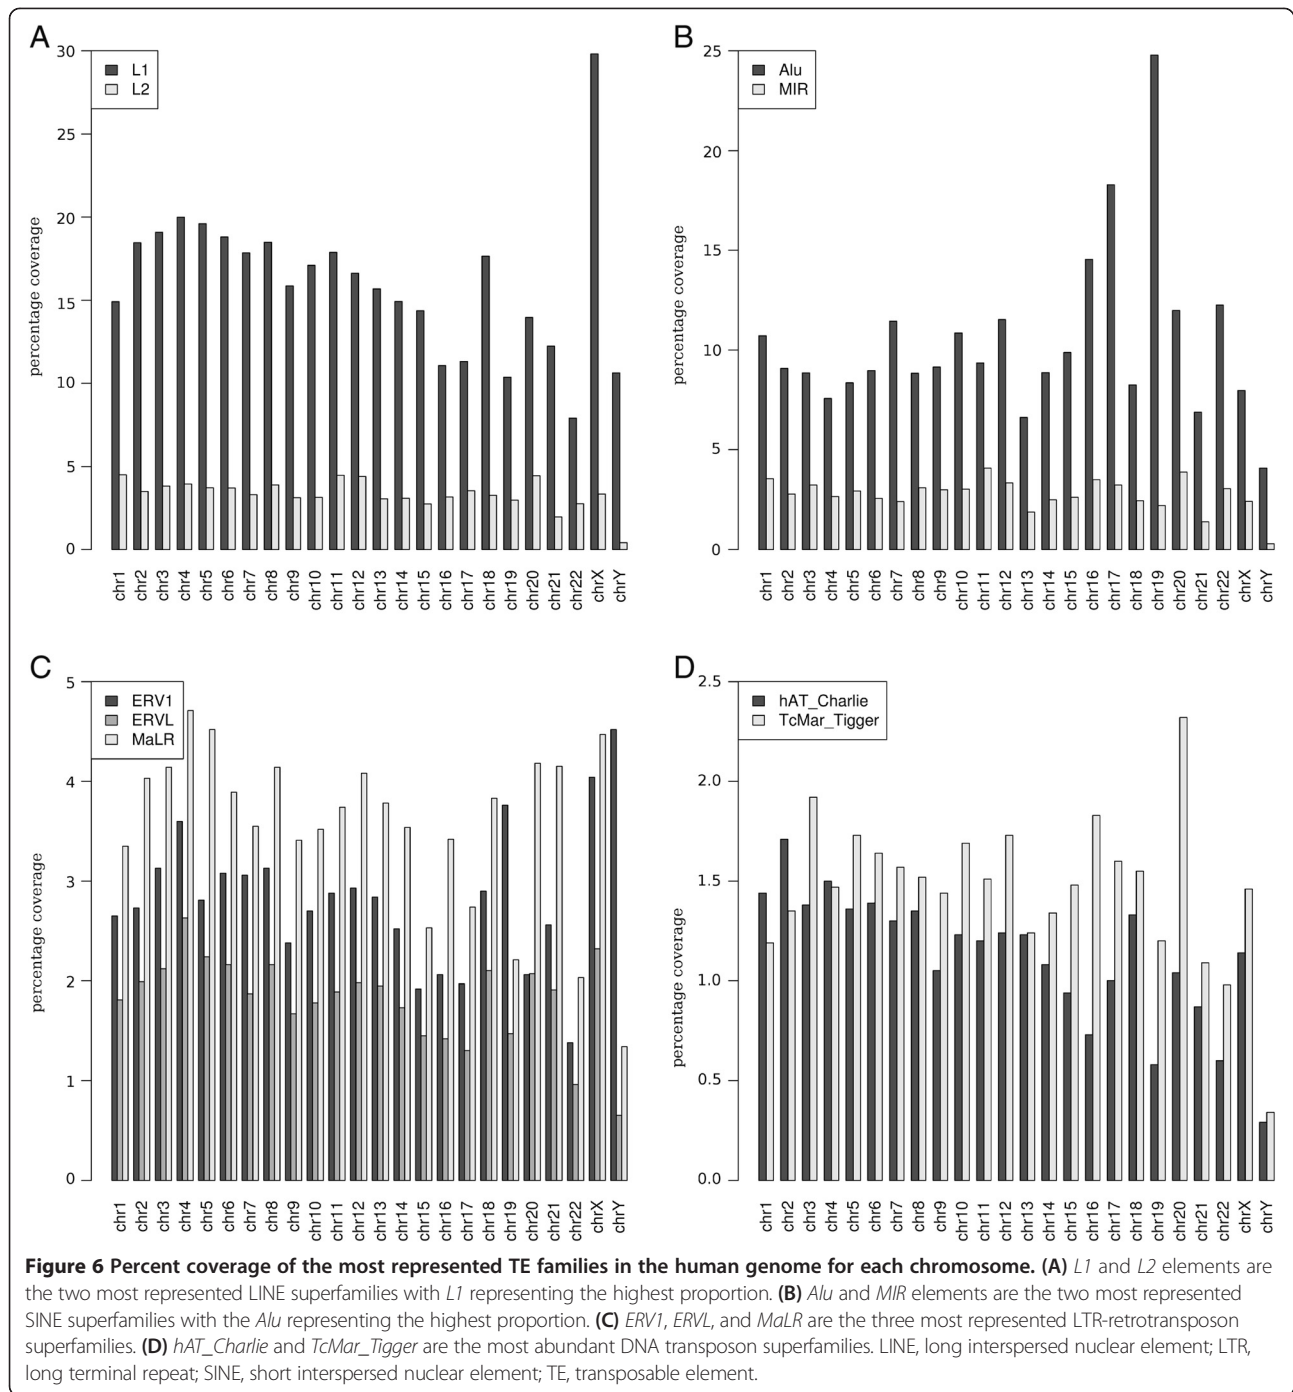 A
30
25
20
15
10
5
0
percentage coverage
L1
L2
chr1
chr2
chr3
chr4
chr5
chr6
chr7
chr8
chr9
chr10
chr11
chr12
chr13
chr14
chr15
chr16
chr17
chr18
chr19
chr20
chr21
chr22
chrX
chrY
B
25
20
15
10
5
0
percentage coverage
Alu
MIR
chr1
chr2
chr3
chr4
chr5
chr6
chr7
chr8
chr9
chr10
chr11
chr12
chr13
chr14
chr15
chr16
chr17
chr18
chr19
chr20
chr21
chr22
chrX
chrY
C
5
4
3
2
1
0
percentage coverage
ERV1
ERVL
MaLR
chr1
chr2
chr3
chr4
chr5
chr6
chr7
chr8
chr9
chr10
chr11
chr12
chr13
chr14
chr15
chr16
chr17
chr18
chr19
chr20
chr21
chr22
chrX
chrY
D
2.5
2.0
1.5
1.0
0.5
0.0
percentage coverage
hAT_Charlie
TcMar_Tigger
chr1
chr2
chr3
chr4
chr5
chr6
chr7
chr8
chr9
chr10
chr11
chr12
chr13
chr14
chr15
chr16
chr17
chr18
chr19
chr20
chr21
chr22
chrX
chrY
Figure 6 Percent coverage of the most represented TE families in the human genome for each chromosome. (A) L1 and L2 elements are
the two most represented LINE superfamilies with L1 representing the highest proportion. (B) Alu and MIR elements are the two most represented
SINE superfamilies with the Alu representing the highest proportion. (C) ERV1, ERVL, and MaLR are the three most represented LTR-retrotransposon
superfamilies. (D) hAT_Charlie and TcMar_Tigger are the most abundant DNA transposon superfamilies. LINE, long interspersed nuclear element; LTR,
long terminal repeat; SINE, short interspersed nuclear element; TE, transposable element.